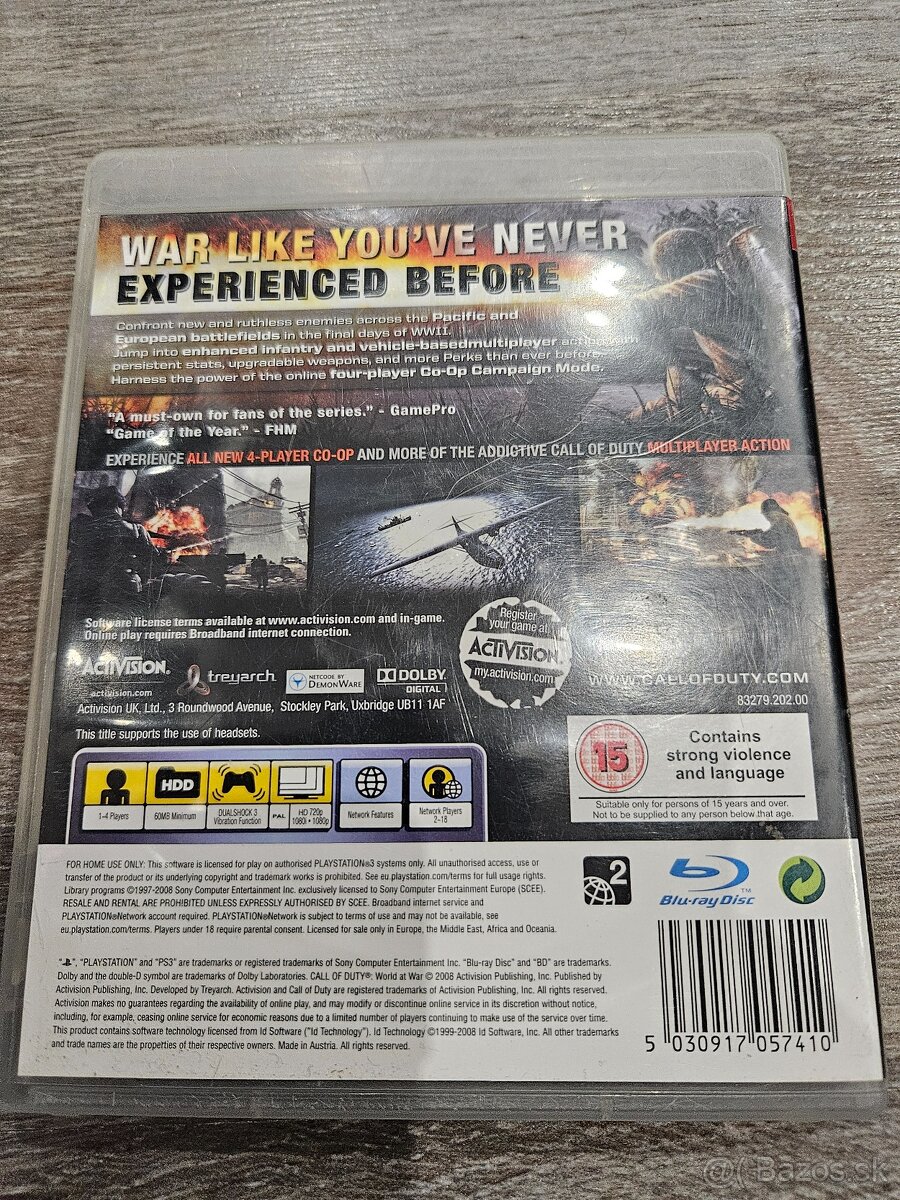 WAR LIKE YOU'VE NEVER
EXPERIENCED BEFORE
Confront new and ruthless enemies across the Pacific and
European battlefields in the final days of WWII.
Jump into enhanced infantry and vehicle-basedmultiplayer action with
persistent stats, upgradable weapons, and more Perks than ever before.
Harness the power of the online four-player Co-Op Campaign Mode.
"A must-own for fans of the series." - GamePro
"Game of the Year." - FHM
EXPERIENCE ALL NEW 4-PLAYER CO-OP AND MORE OF THE ADDICTIVE CALL OF DUTY MULTIPLAYER ACTION
Software license terms available at www.activision.com and in-game.
Online play requires Broadband internet connection.
Register
your game at
ACTIVISION.
my.activision.com
ACTIVISION.
activision.com
treyarch
NETCODE BY
DEMONWARE
DOLBY
DIGITAL
WWW.CALLOFDUTY.COM
83279.202.00
Activision UK, Ltd., 3 Roundwood Avenue, Stockley Park, Uxbridge UB11 1AF
This title supports the use of headsets.
15
Contains
strong violence
and language
Suitable only for persons of 15 years and over.
Not to be supplied to any person below that age.
1-4 Players
HDD
60MB Minimum
DUALSHOCK 3
Vibration Function
PAL
HD 720p
1080i • 1080p
Network Features
Network Players
2-18
FOR HOME USE ONLY: This software is licensed for play on authorised PLAYSTATION®3 systems only. All unauthorised access, use or
transfer of the product or its underlying copyright and trademark works is prohibited. See eu.playstation.com/terms for full usage rights.
Library programs ©1997-2008 Sony Computer Entertainment Inc. exclusively licensed to Sony Computer Entertainment Europe (SCEE).
RESALE AND RENTAL ARE PROHIBITED UNLESS EXPRESSLY AUTHORISED BY SCEE. Broadband internet service and
PLAYSTATION®Network account required. PLAYSTATION®Network is subject to terms of use and may not be available, see
eu.playstation.com/terms. Players under 18 require parental consent. Licensed for sale only in Europe, the Middle East, Africa and Oceania.
2
Blu-ray Disc
TM
"PS", "PLAYSTATION" and "PS3" are trademarks or registered trademarks of Sony Computer Entertainment Inc. "Blu-ray Disc" and "BD" are trademarks.
Dolby and the double-D symbol are trademarks of Dolby Laboratories. CALL OF DUTY®: World at War © 2008 Activision Publishing, Inc. Published by
Activision Publishing, Inc. Developed by Treyarch. Activision and Call of Duty are registered trademarks of Activision Publishing, Inc. All rights reserved.
Activision makes no guarantees regarding the availability of online play, and may modify or discontinue online service in its discretion without notice,
including, for example, ceasing online service for economic reasons due to a limited number of players continuing to make use of the service over time.
This product contains software technology licensed from Id Software ("Id Technology"). Id Technology ©1999-2008 Id Software, Inc. All other trademarks
and trade names are the properties of their respective owners. Made in Austria. All rights reserved.
5 030917 057410
@(Bazos.sk